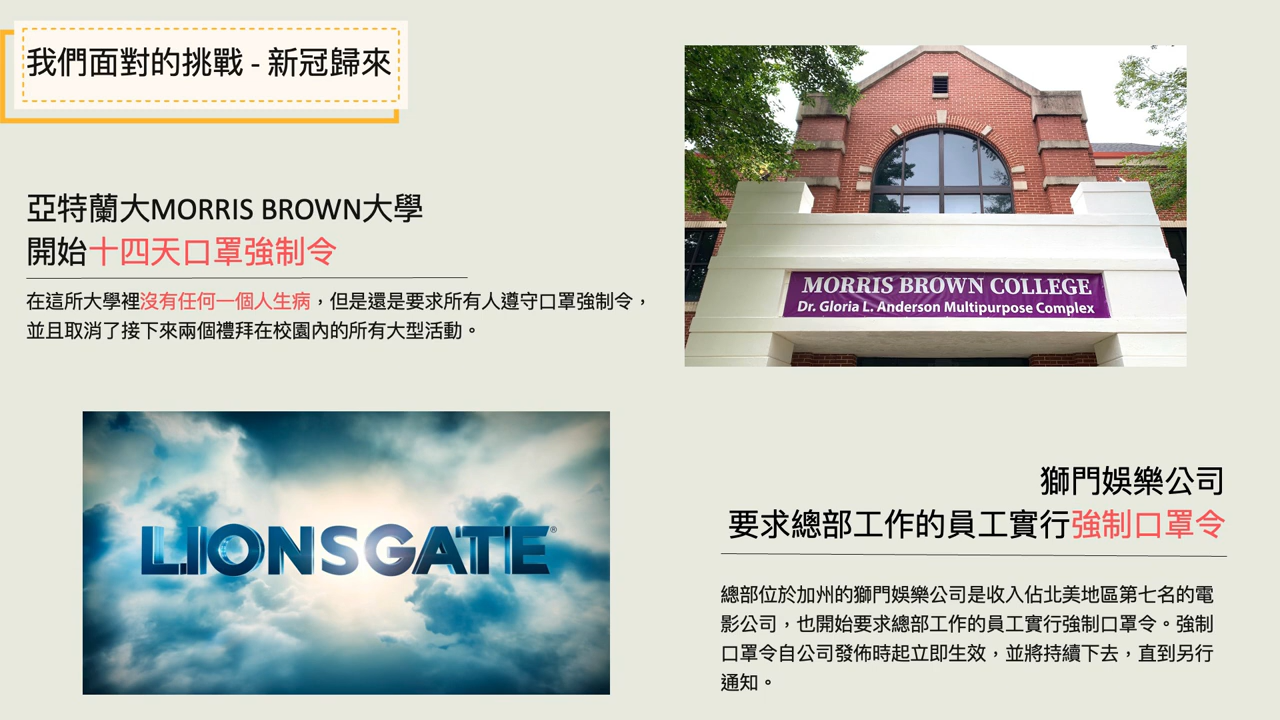 我們面對的挑戰 - 新冠歸來
亞特蘭大MORRIS BROWN大學
開始十四天口罩強制令
在這所大學裡沒有任何一個人生病，但是還是要求所有人遵守口罩強制令，
並且取消了接下來兩個禮拜在校園內的所有大型活動。
MORRIS BROWN COLLEGE
Dr. Gloria L. Anderson Multipurpose Complex
LIONSGATE®
獅門娛樂公司
要求總部工作的員工實行強制口罩令
總部位於加州的獅門娛樂公司是收入佔北美地區第七名的電
影公司，也開始要求總部工作的員工實行強制口罩令。強制
口罩令自公司發佈時起立即生效，並將持續下去，直到另行
通知。